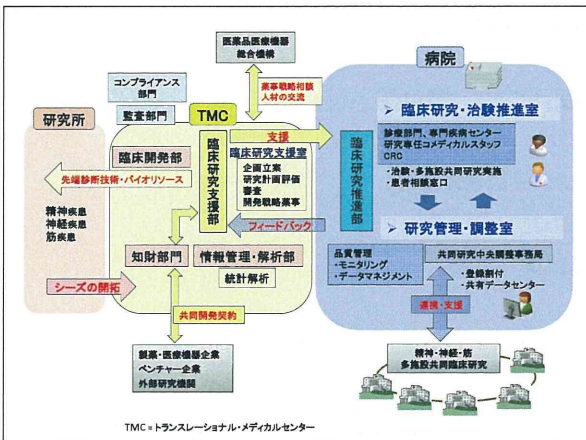 医薬品医療機器
総合機構
病院
コンプライアンス
部門
監査部門
TMC
薬事戦略相談
人材の交流
研究所
臨床開発部
先端診断技術・バイオリソース
精神疾患
神経疾患
筋疾患
シーズの開拓
臨床研究支援部
支援
臨床研究支援室
企画立案
研究計画評価
審査
開発戦略薬事
フィードバック
知財部門
情報管理・解析部
統計解析
共同開発契約
製薬・医療機器企業
ベンチャー企業
外部研究機関
臨床研究推進部
➢ 臨床研究・治験推進室
診療部門、専門疾病センター
研究専任コメディカルスタッフ
CRC
・治験・多施設共同研究実施
・患者相談窓口
➢ 研究管理・調整室
品質管理
・モニタリング
・データマネジメント
共同研究中央調整事務局
・登録割付
・共有データセンター
連携・支援
精神・神経・筋
多施設共同臨床研究
TMC = トランスレーショナル・メディカルセンター